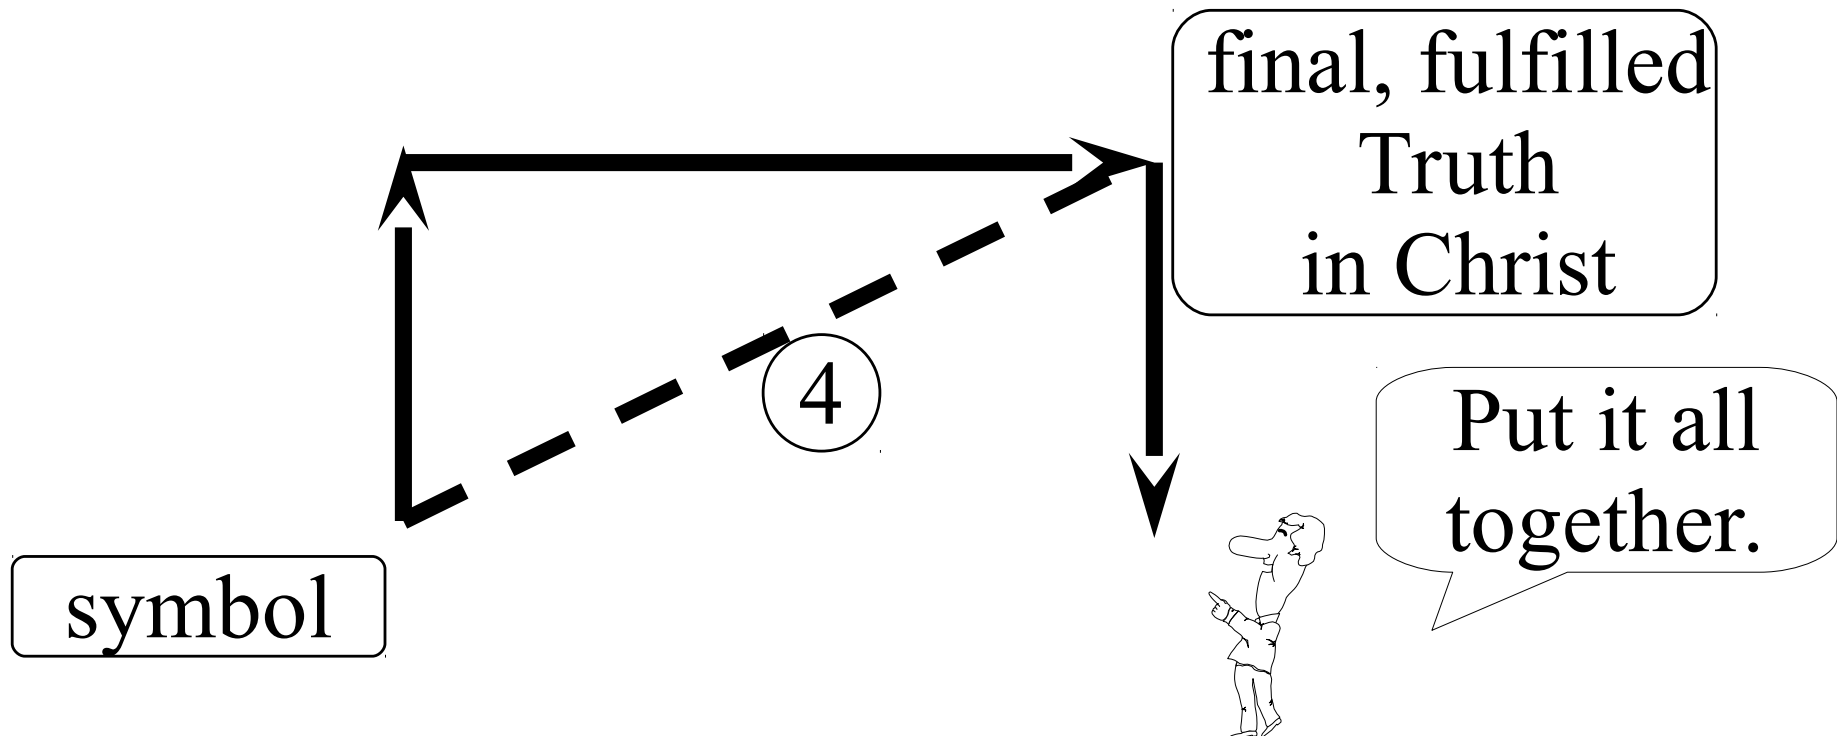 final, fulfilled
Truth
in Christ
4
Put it all
together.
symbol